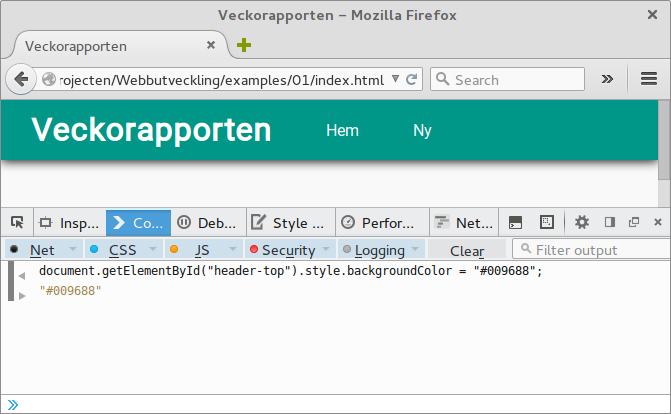 Veckorapporten – Mozilla Firefox
Veckorapporten
rojecten/Webbutveckling/examples/01/index.html
Search
Veckorapporten Hem Ny
Insp... Co... Deb... Style ... Perfor... Net...
Net CSS JS Security Logging Clear Filter output
document.getElementById("header-top").style.backgroundColor = "#009688";
"#009688"